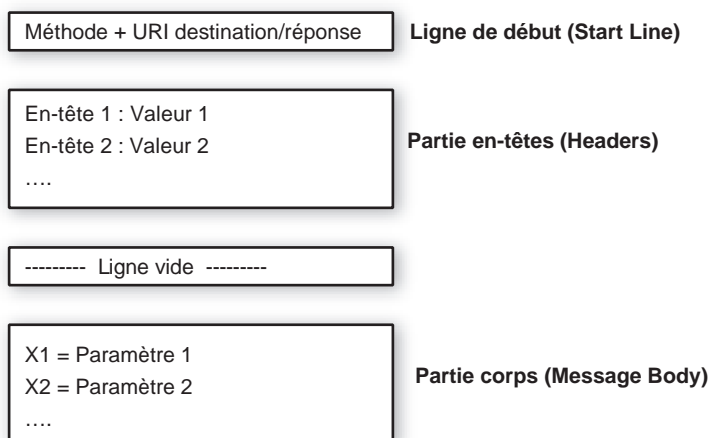 Méthode + URI destination/réponse
Ligne de début (Start Line)
En-tête 1 : Valeur 1
En-tête 2 : Valeur 2
….
Partie en-têtes (Headers)
--------- Ligne vide ---------
X1 = Paramètre 1
X2 = Paramètre 2
….
Partie corps (Message Body)